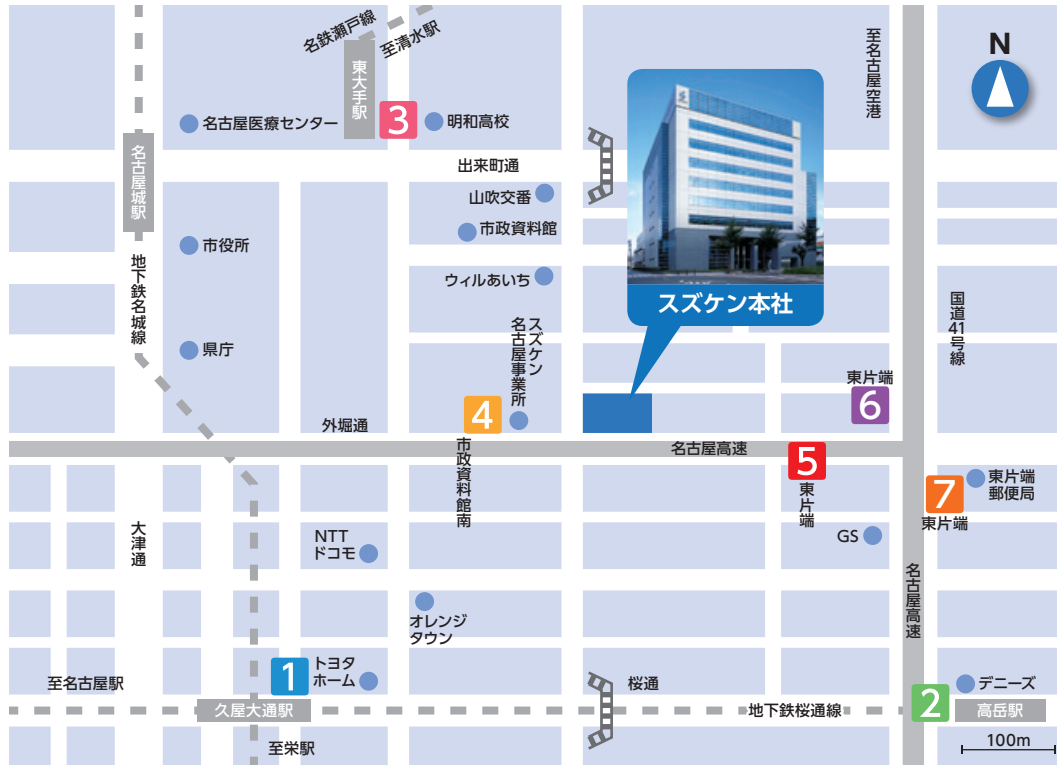 名鉄瀬戸線
至清水駅
東大手駅
3
明和高校
名古屋医療センター
至名古屋空港
N
出来町通
名古屋城駅
山吹交番
市政資料館
市役所
地下鉄名城線
ウィルあいち
スズケン本社
国道41号線
県庁
スズケン
名古屋事業所
東片端
6
4
外堀通
市政資料館南
名古屋高速
5
東片端
7
東片端
郵便局
東片端
大津通
NTT
ドコモ
GS
名古屋高速
オレンジ
タウン
1
トヨタ
ホーム
至名古屋駅
桜通
デニーズ
2
久屋大通駅
地下鉄桜通線
高岳駅
至栄駅
100m